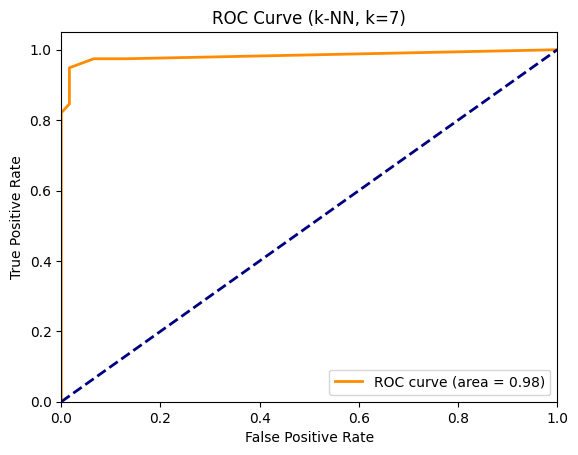 ROC Curve (k-NN, k=7)
1.0
0.8
0.6
0.4
0.2
0.0
True Positive Rate
0.0 0.2 0.4 0.6 0.8 1.0
False Positive Rate
ROC curve (area = 0.98)